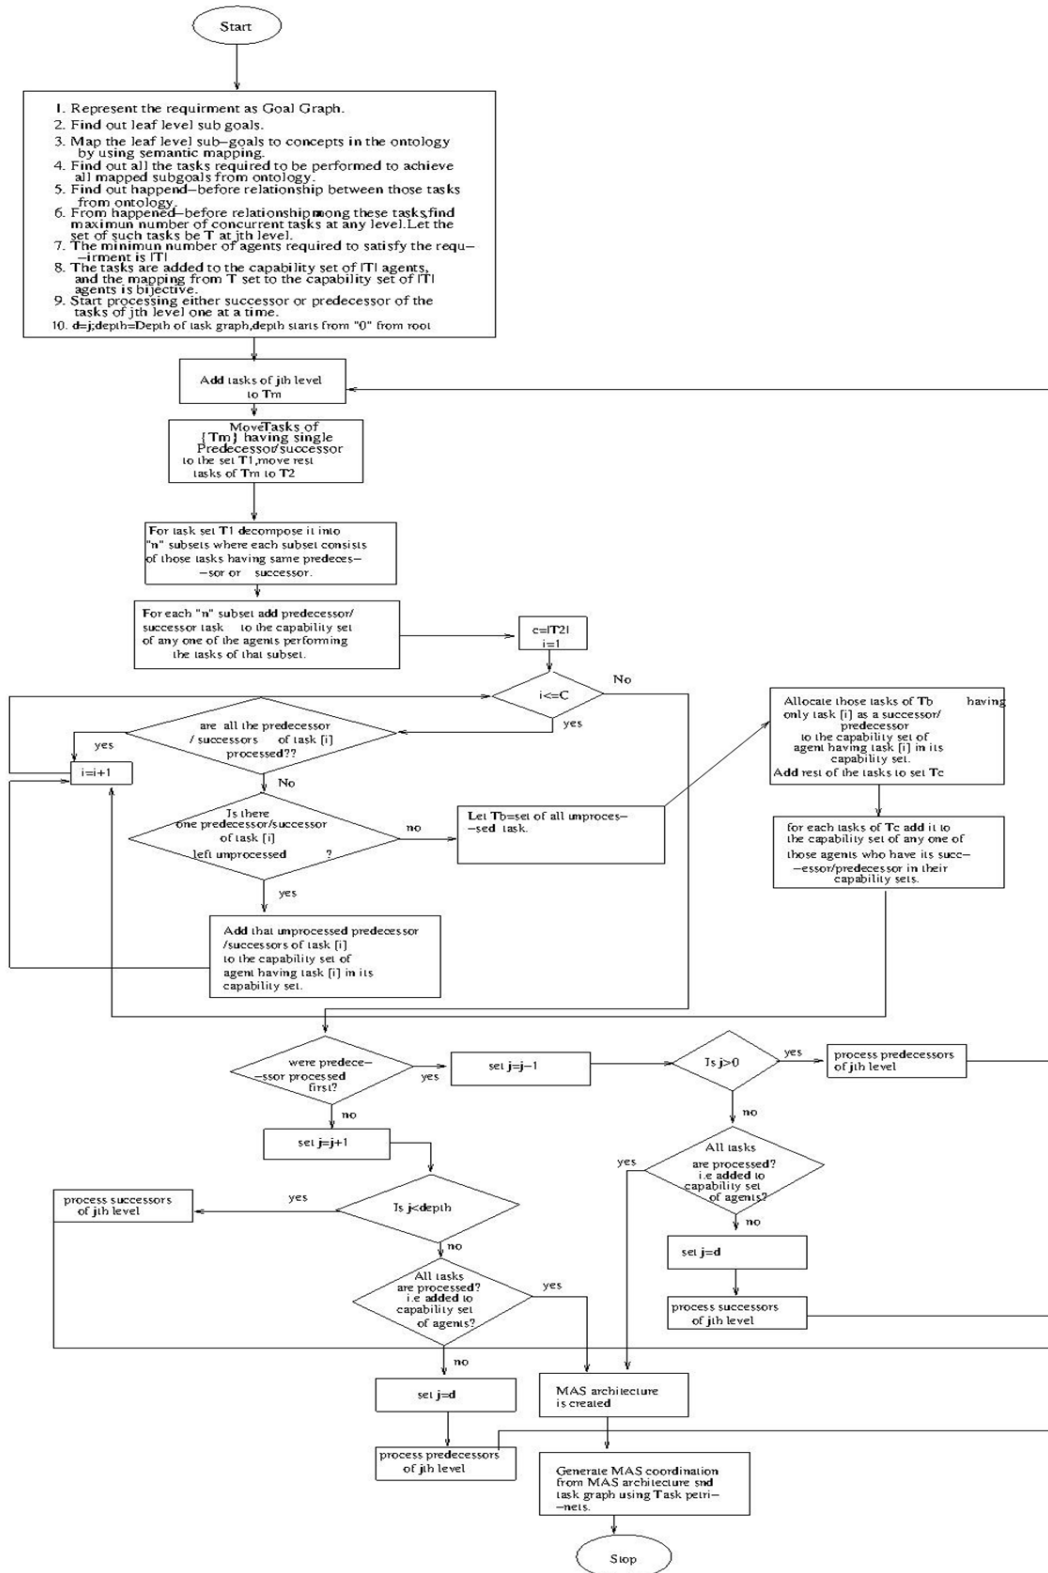 Start
1. Represent the requirment as Goal Graph.
2. Find out leaf level sub goals.
3. Map the leaf level sub-goals to concepts in the ontology
by using semantic mapping.
4. Find out all the tasks required to be performed to achieve
all mapped subgoals from ontology.
5. Find out happend-before relationship between those tasks
from ontology.
6. From happened-before relationship among these tasks,find
maximun number of concurrent tasks at any level.Let the
set of such tasks be T at jth level.
7. The minimun number of agents required to satisfy the requ-
-irment is |T|
8. The tasks are added to the capability set of |T| agents,
and the mapping from T set to the capability set of |T|
agents is bijective.
9. Start processing either successor or predecessor of the
tasks of jth level one at a time.
10. d=j;depth=Depth of task graph,depth starts from "0" from root
Add tasks of jth level
to Tm
MoveTasks of
{Tm} having single
Predecessor/successor
to the set T1,move rest
tasks of Tm to T2
For task set T1 decompose it into
"n" subsets where each subset consists
of those tasks having same predeces-
-sor or successor.
For each "n" subset add predecessor/
successor task to the capability set
of any one of the agents performing
the tasks of that subset.
c=|T2|
i=1
i<=C
No
yes
are all the predecessor
/ successors of task [i]
processed??
yes
i=i+1
No
Is there
one predecessor/successor
of task [i]
left unprocessed ?
no
Let Tb=set of all unproces-
-sed task.
Allocate those tasks of Tb having
only task [i] as a successor/
predecessor
to the capability set of
agent having task [i] in its
capability set.
Add rest of the tasks to set Tc
for each tasks of Tc add it to
the capability set of any one of
those agents who have its succ-
-essor/predecessor in their
capability sets.
yes
Add that unprocessed predecessor
/successors of task [i]
to the capability set of
agent having task [i] in its
capability set.
were predece-
-ssor processed
first?
yes
set j=j-1
Is j>0
yes
process predecessors
of jth level
no
set j=j+1
no
All tasks
are processed?
i.e added to
capability set
of agents?
yes
Is j<depth
yes
process successors
of jth level
no
no
set j=d
All tasks
are processed?
i.e added to
capability set
of agents?
yes
process successors
of jth level
no
set j=d
MAS architecture
is created
process predecessors
of jth level
Generate MAS coordination
from MAS architecture snd
task graph using Task petri-
-nets.
Stop